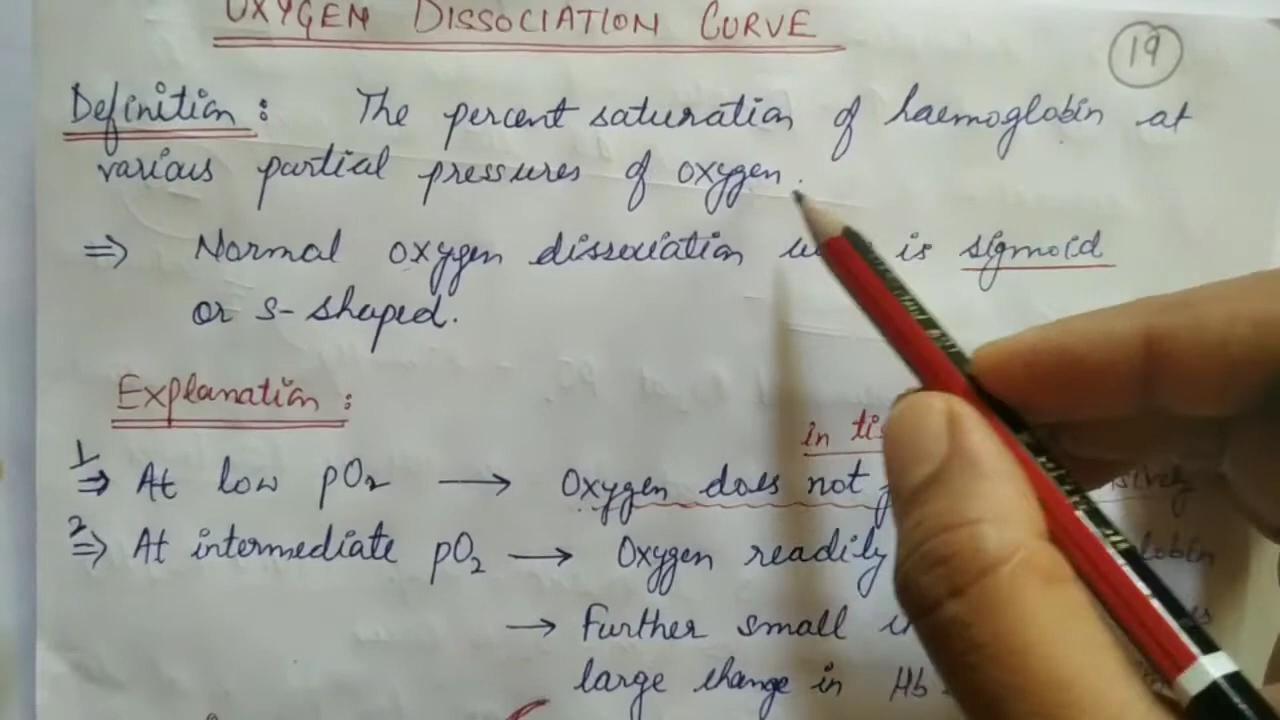 OXYGEN DISSOCIATION CURVE
19
Definition: The percent saturation of haemoglobin at
various partial pressures of oxygen.
⇒ Normal oxygen dissociation is sigmoid
or S-shaped.
Explanation:
in
1 ⇒ At low pO2 → Oxygen does not
2 ⇒ At intermediate pO2 → Oxygen readily
→ Further small
large change in Hb